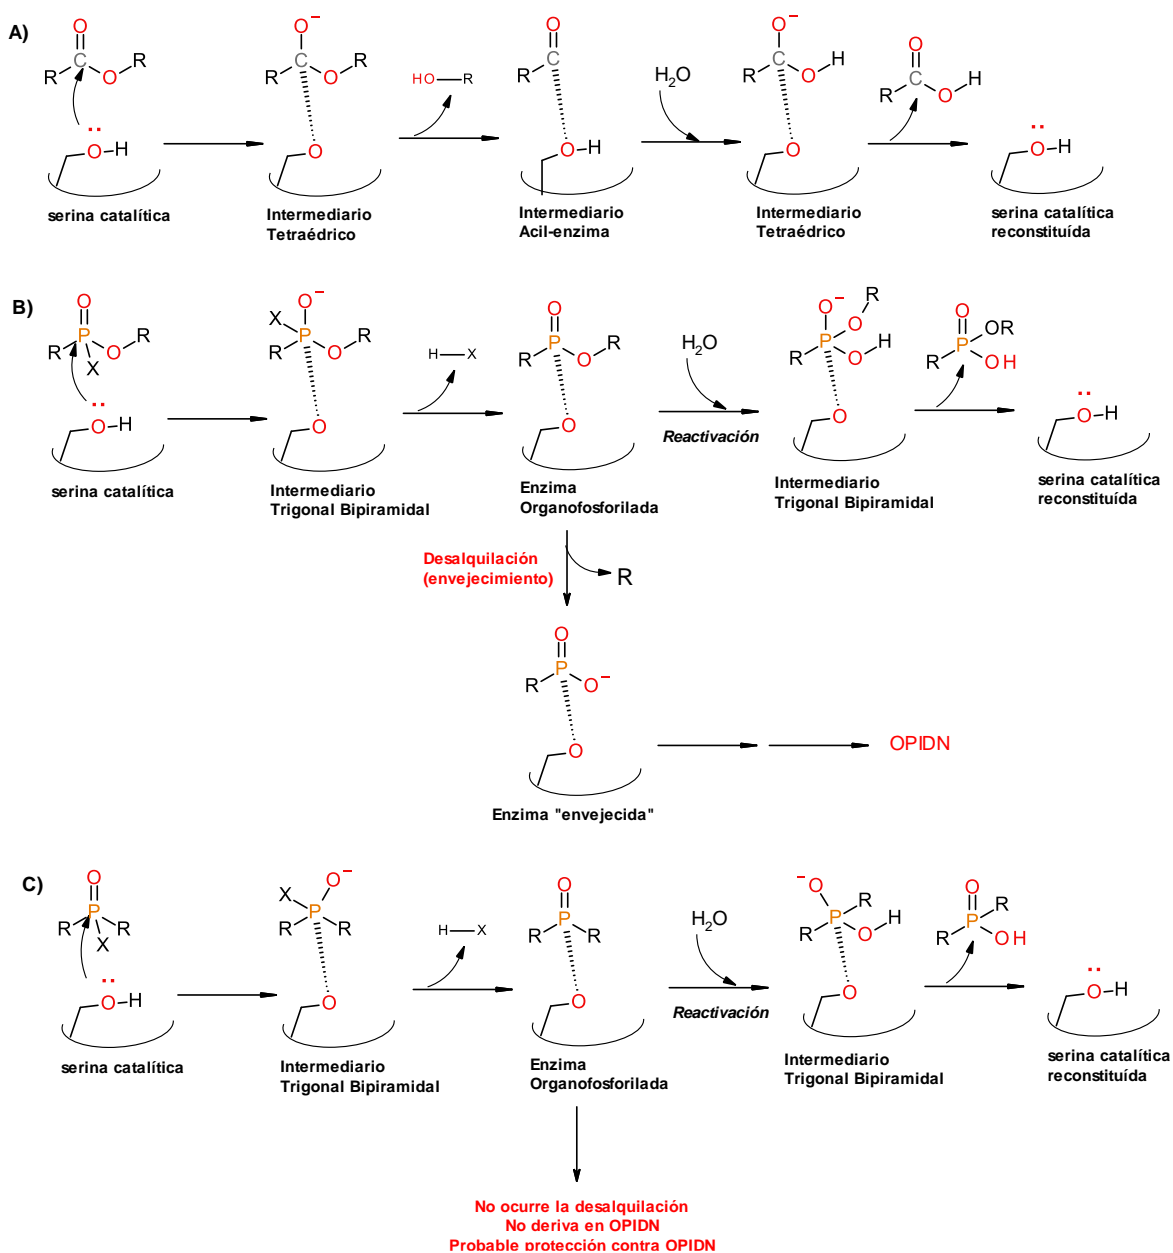 A)
O
C
R
O
R
O
H
serina catalítica
O−
C
R
O
R
O
Intermediario
Tetraédrico
HO
R
O
C
R
O
H
Intermediario
Acil-enzima
H2O
O−
C
R
O
H
O
Intermediario
Tetraédrico
O
C
R
O
H
O
H
serina catalítica
reconstituída
B)
O
P
R
X
O
R
O
H
serina catalítica
O−
X
P
R
O
R
O
Intermediario
Trigonal Bipiramidal
H
X
O
P
R
O
R
O
Enzima
Organofosforilada
H2O
Reactivación
O−
R
O
P
R
O
H
O
Intermediario
Trigonal Bipiramidal
O
OR
P
R
OH
O
H
serina catalítica
reconstituída
Desalquilación
(envejecimiento)
R
O
P
R
O−
O
Enzima "envejecida"
OPIDN
C)
O
P
R
R
X
O
H
serina catalítica
X
O−
P
R
R
O
Intermediario
Trigonal Bipiramidal
H
X
O
P
R
R
O
Enzima
Organofosforilada
H2O
Reactivación
−O
R
P
H
R
O
O
Intermediario
Trigonal Bipiramidal
O
R
P
R
OH
O
H
serina catalítica
reconstituída
No ocurre la desalquilación
No deriva en OPIDN
Probable protección contra OPIDN